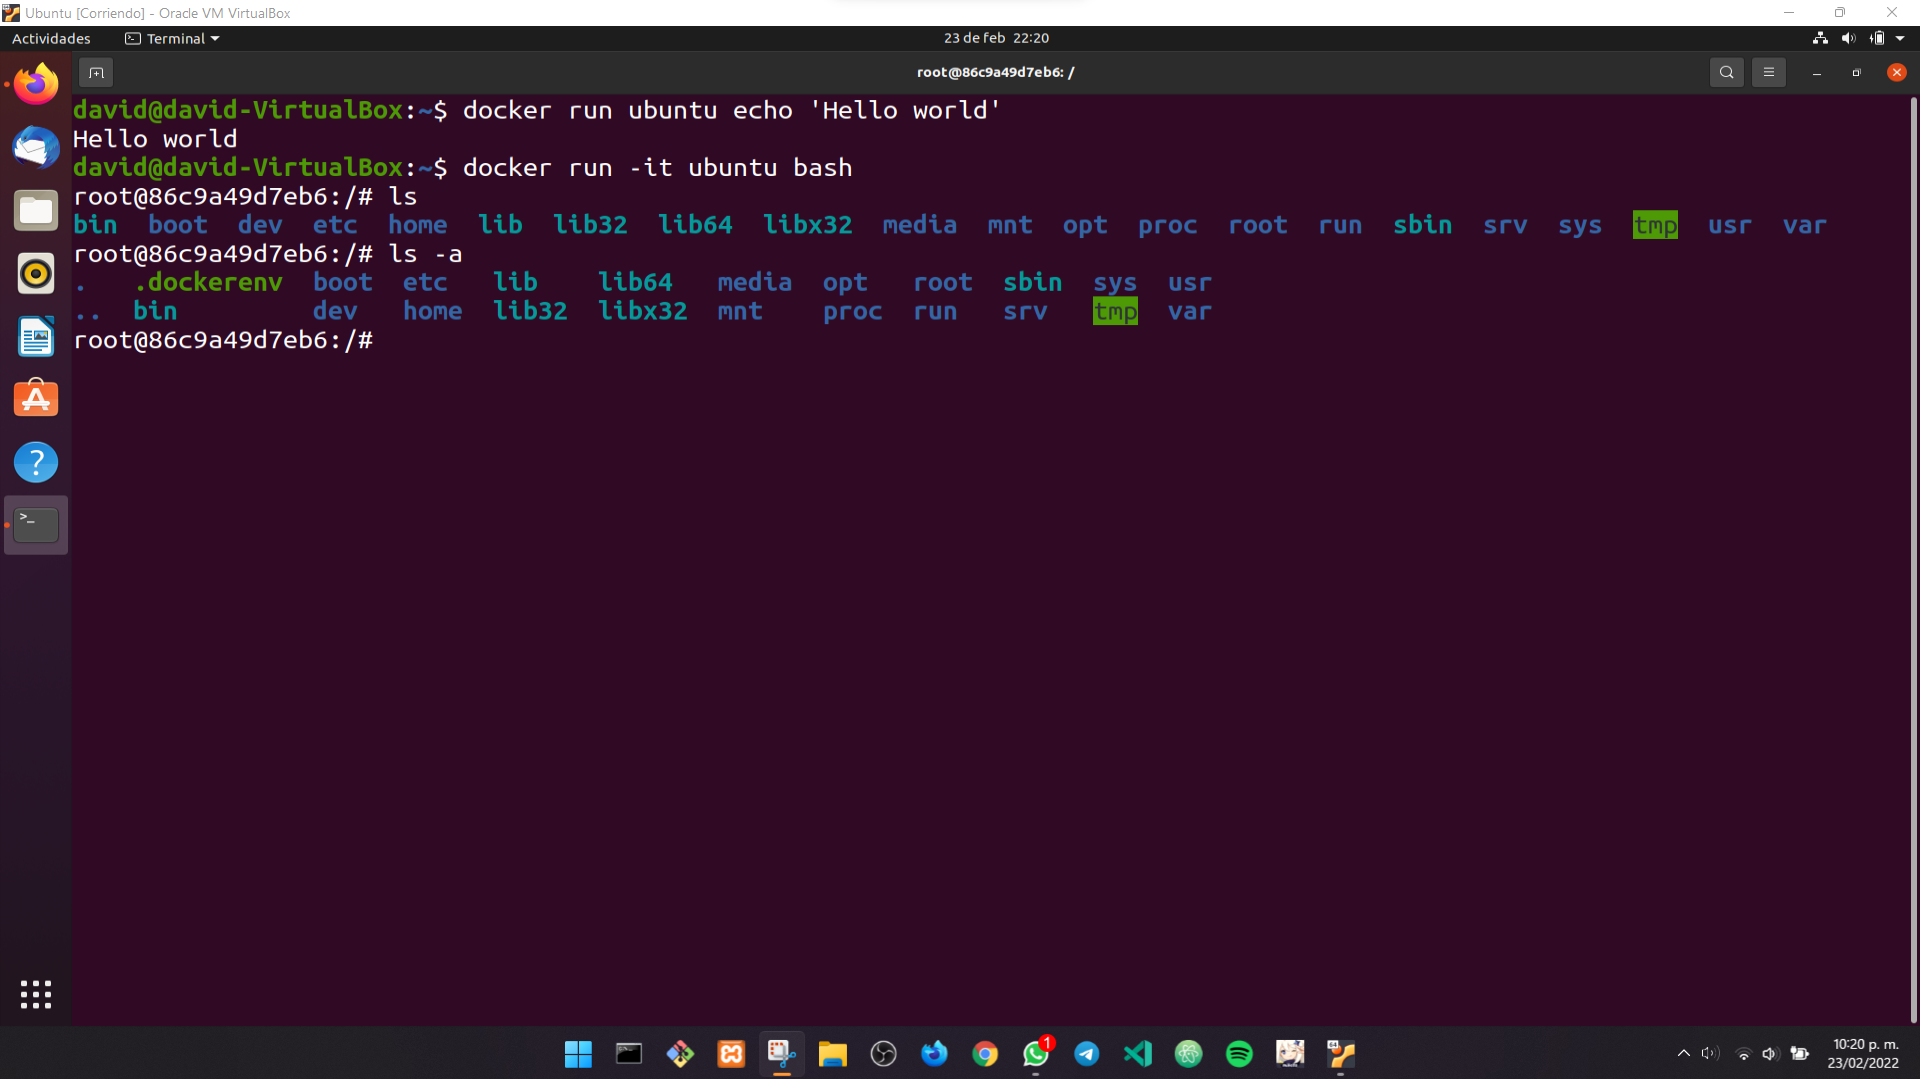 Ubuntu [Corriendo] - Oracle VM VirtualBox
Actividades Terminal 23 de feb 22:20
root@86c9a49d7eb6: /
david@david-VirtualBox:~$ docker run ubuntu echo 'Hello world'
Hello world
david@david-VirtualBox:~$ docker run -it ubuntu bash
root@86c9a49d7eb6:/# ls
bin boot dev etc home lib lib32 lib64 libx32 media mnt opt proc root run sbin srv sys tmp usr var
root@86c9a49d7eb6:/# ls -a
. .dockerenv boot etc lib lib64 media opt root sbin sys usr
.. bin dev home lib32 libx32 mnt proc run srv tmp var
root@86c9a49d7eb6:/#
1
10:20 p. m.
23/02/2022